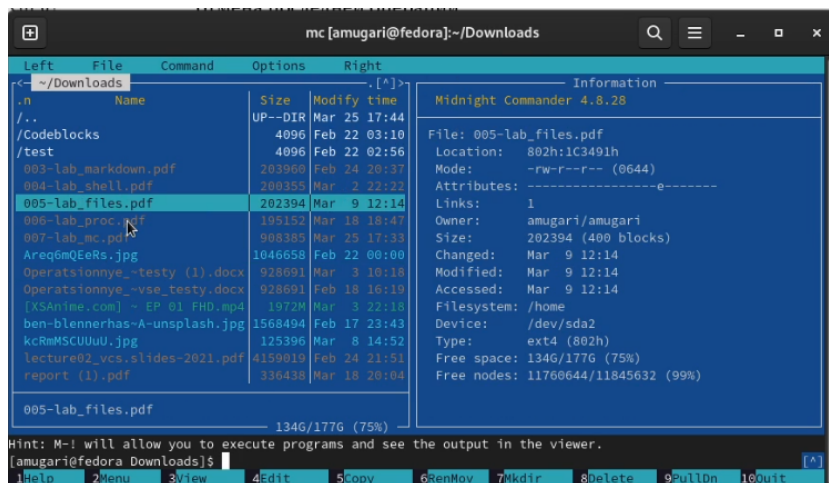 mc [amugari@fedora]:~/Downloads
Left File Command Options Right
<- ~/Downloads .[^]>
.n Name Size Modify time
/.. UP--DIR Mar 25 17:44
/Codeblocks 4096 Feb 22 03:10
/test 4096 Feb 22 02:56
003-lab_markdown.pdf 203960 Feb 24 20:37
004-lab_shell.pdf 200355 Mar 2 22:22
005-lab_files.pdf 202394 Mar 9 12:14
006-lab_proc.pdf 195152 Mar 18 18:47
007-lab_mc.pdf 908385 Mar 25 17:33
Areq6mQEeRs.jpg 1046658 Feb 22 00:00
Operatsionnye_~testy (1).docx 928691 Mar 3 10:18
Operatsionnye_~vse_testy.docx 928691 Feb 18 16:19
[XSAnime.com] ~ EP 01 FHD.mp4 1972M Mar 3 22:18
ben-blennerhas~A-unsplash.jpg 1568494 Feb 17 23:43
kcRmMSCUUuU.jpg 125396 Mar 8 14:52
lecture02_vcs.slides-2021.pdf 4159019 Feb 24 21:51
report (1).pdf 336438 Mar 18 20:04
005-lab_files.pdf
134G/177G (75%)
Information
Midnight Commander 4.8.28
File: 005-lab_files.pdf
Location: 802h:1C3491h
Mode: -rw-r--r-- (0644)
Attributes: -------------------e-------
Links: 1
Owner: amugari/amugari
Size: 202394 (400 blocks)
Changed: Mar 9 12:14
Modified: Mar 9 12:14
Accessed: Mar 9 12:14
Filesystem: /home
Device: /dev/sda2
Type: ext4 (802h)
Free space: 134G/177G (75%)
Free nodes: 11760644/11845632 (99%)
Hint: M-! will allow you to execute programs and see the output in the viewer.
[amugari@fedora Downloads]$ [^]
1Help 2Menu 3View 4Edit 5Copy 6RenMov 7Mkdir 8Delete 9PullDn 10Quit